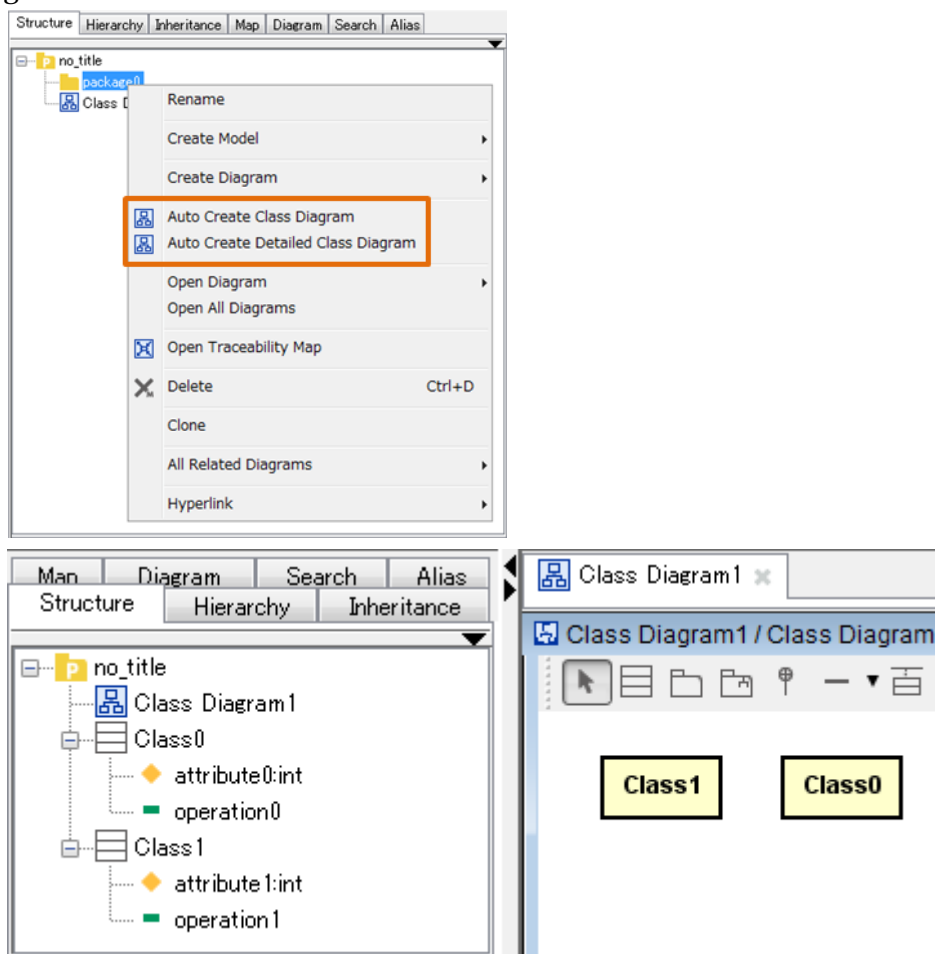 g
Structure Hierarchy Inheritance Map Diagram Search Alias
no_title
package0
Class D
Rename
Create Model
Create Diagram
Auto Create Class Diagram
Auto Create Detailed Class Diagram
Open Diagram
Open All Diagrams
Open Traceability Map
Delete Ctrl+D
Clone
All Related Diagrams
Hyperlink
Map Diagram Search Alias
Structure Hierarchy Inheritance
no_title
Class Diagram1
Class0
attribute0:int
operation0
Class1
attribute1:int
operation1
Class Diagram1
Class Diagram1 / Class Diagram
Class1 Class0